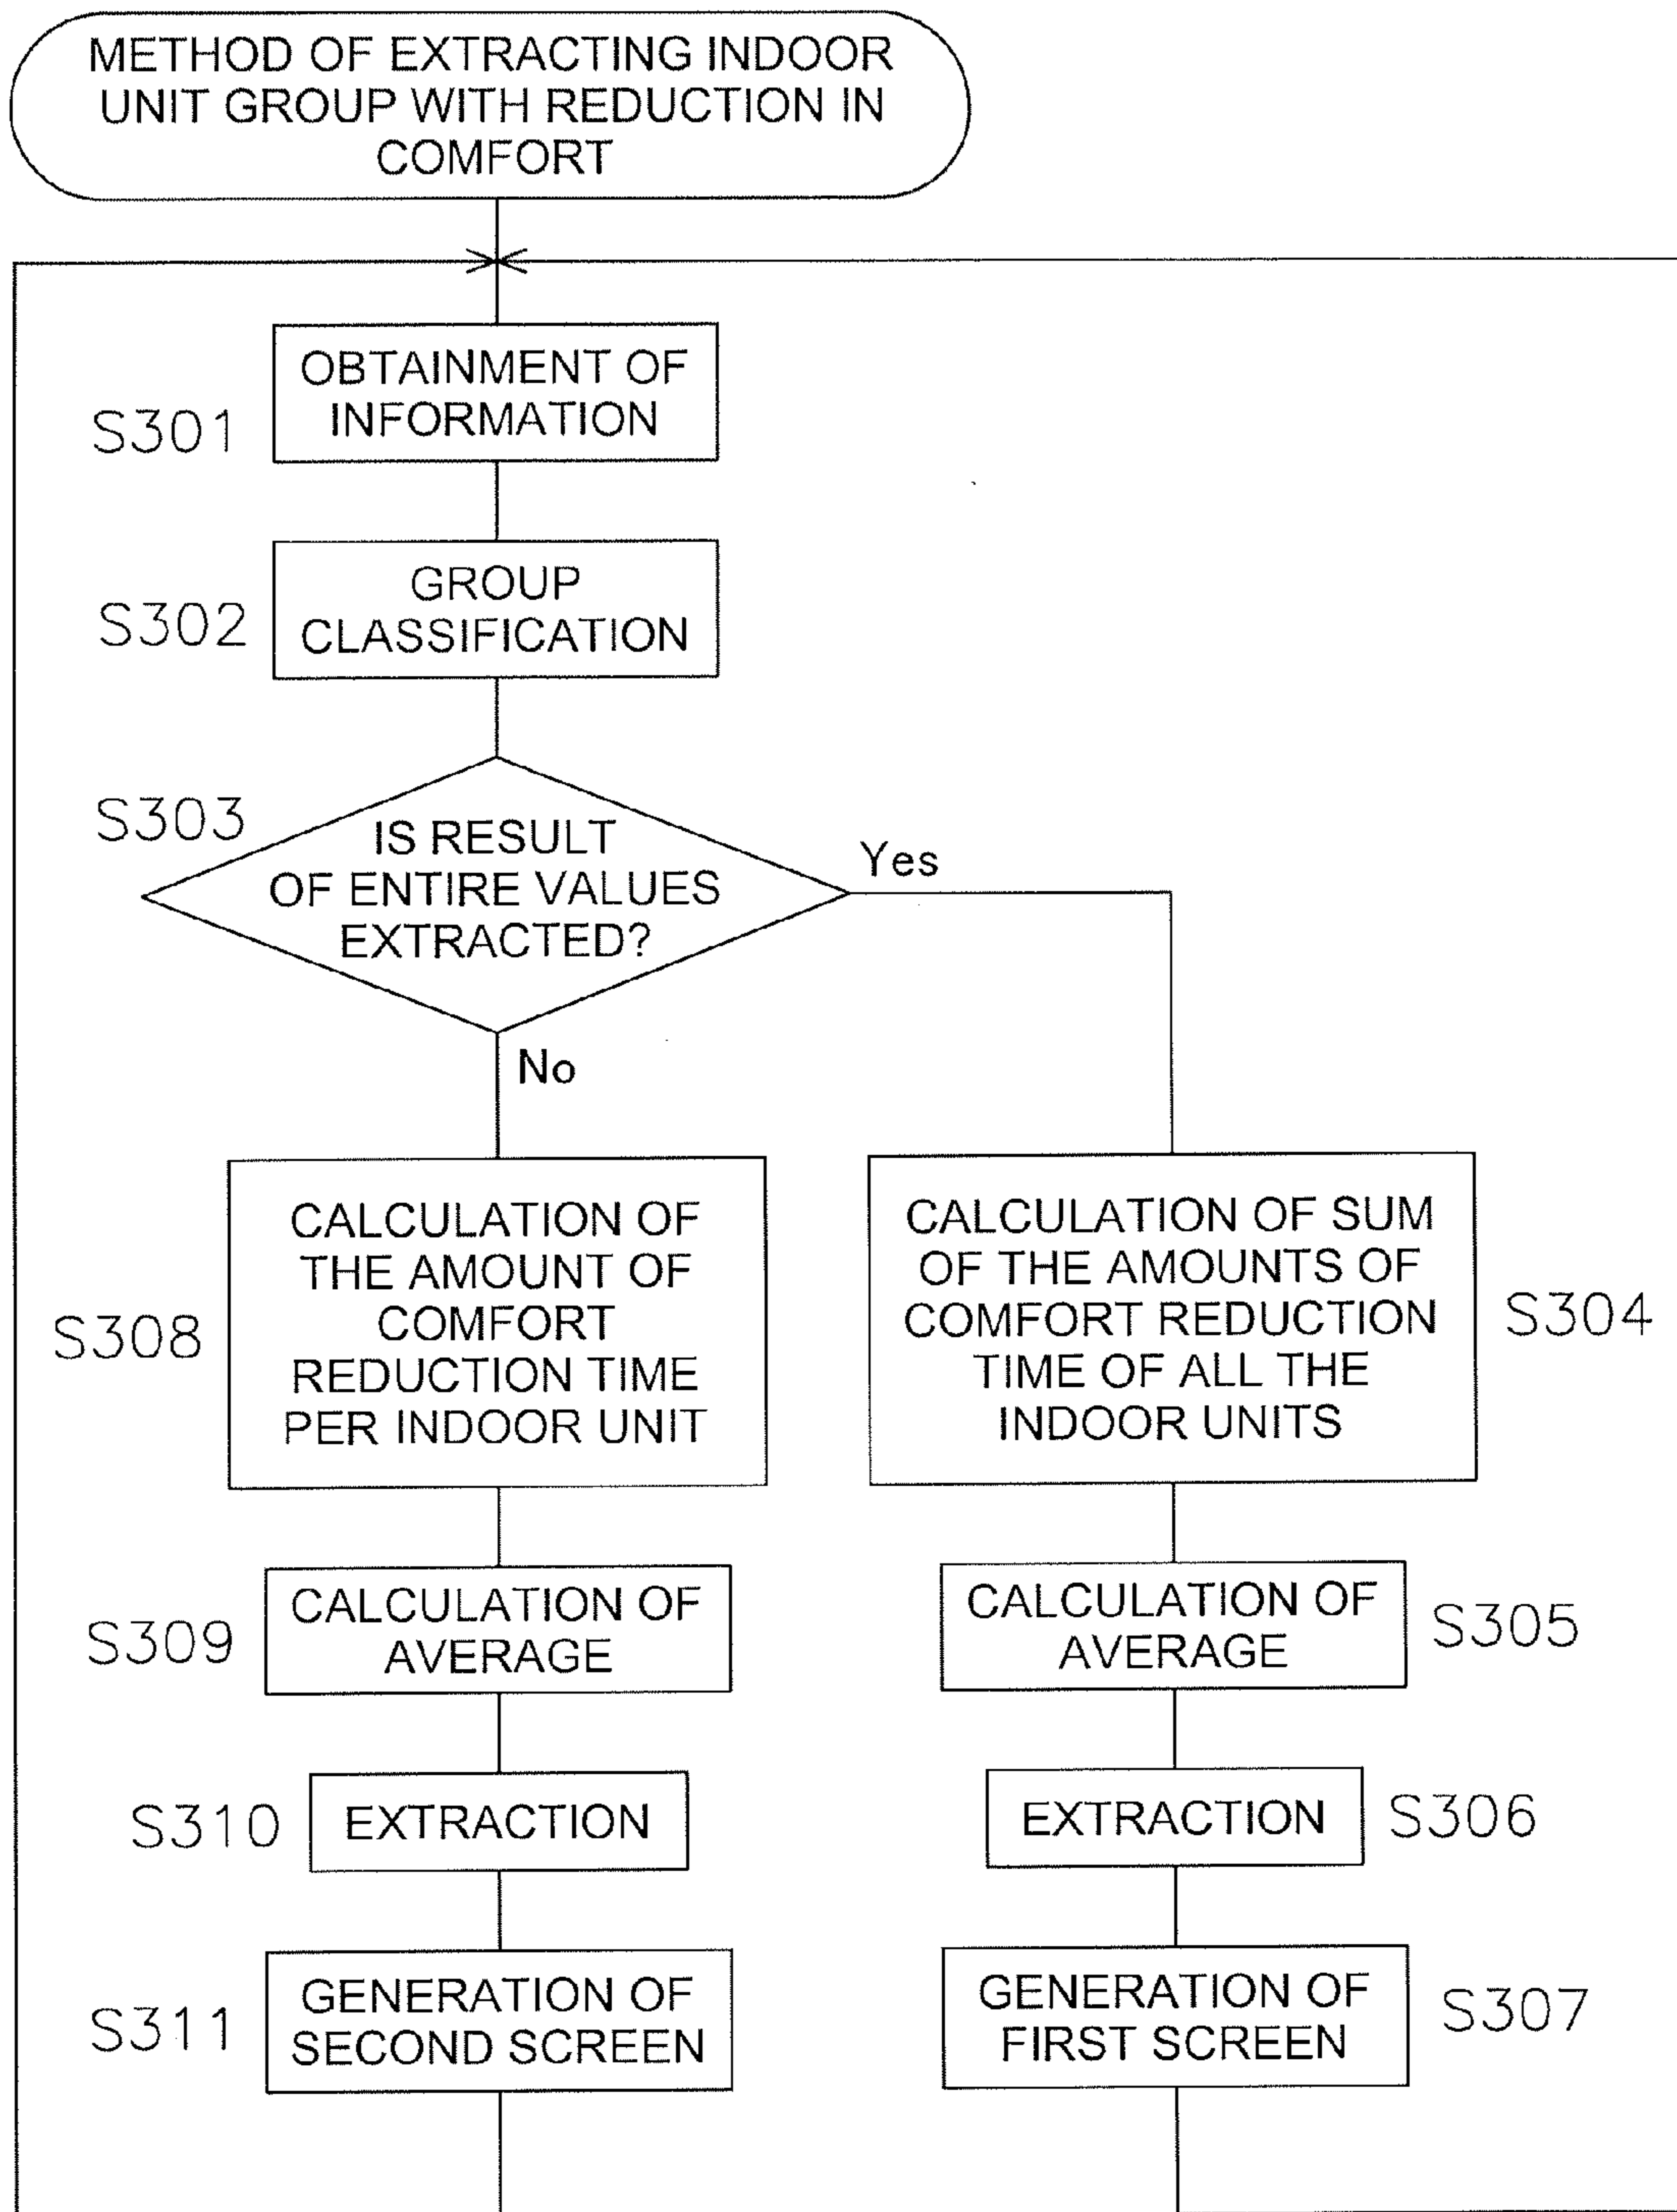 METHOD OF EXTRACTING INDOOR
UNIT GROUP WITH REDUCTION IN
COMFORT
OBTAINMENT OF
INFORMATION
S301
GROUP
CLASSIFICATION
S302
S303
IS RESULT
OF ENTIRE VALUES
EXTRACTED?
Yes
No
CALCULATION OF
THE AMOUNT OF
COMFORT
REDUCTION TIME
PER INDOOR UNIT
S308
CALCULATION OF SUM
OF THE AMOUNTS OF
COMFORT REDUCTION
TIME OF ALL THE
INDOOR UNITS
S304
CALCULATION OF
AVERAGE
S309
CALCULATION OF
AVERAGE
S305
S310
EXTRACTION
EXTRACTION
S306
GENERATION OF
SECOND SCREEN
S311
GENERATION OF
FIRST SCREEN
S307